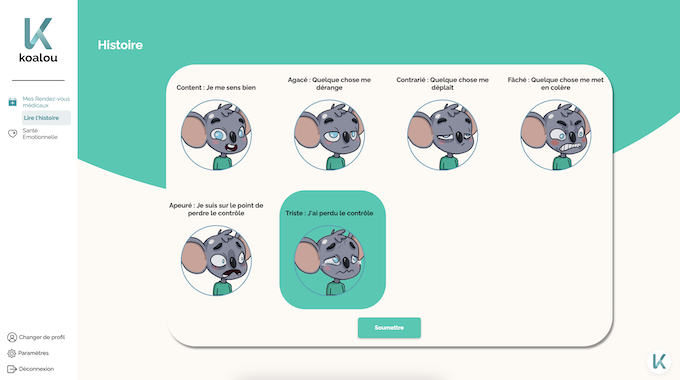 koalou
Mes Rendez-vous
médicaux
Lire l'histoire
Santé
Émotionnelle
Changer de profil
Paramètres
Déconnexion
Histoire
Content : Je me sens bien
Agacé : Quelque chose me
dérange
Contrarié : Quelque chose me
déplaît
Fâché : Quelque chose me met
en colère
Apeuré : Je suis sur le point de
perdre le contrôle
Triste : J'ai perdu le contrôle
Soumettre